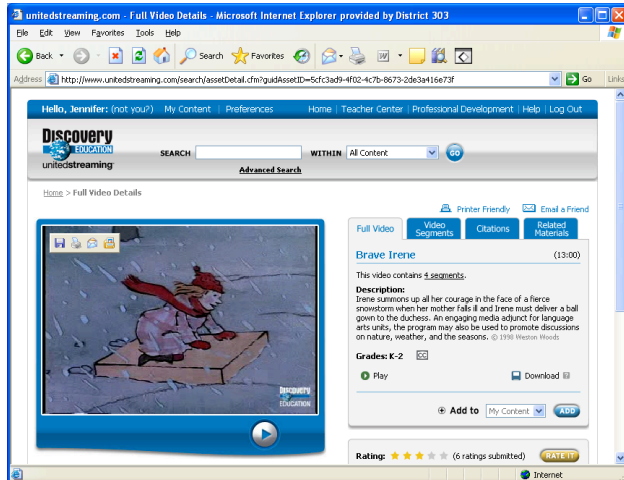 unitedstreaming.com - Full Video Details - Microsoft Internet Explorer provided by District 303
File Edit View Favorites Tools Help
Back Search Favorites
Address http://www.unitedstreaming.com/search/assetDetail.cfm?guidAssetID=5cfc3ad9-4f02-4c7b-8673-2de3a416e73f Go Links
Hello, Jennifer: (not you?) My Content | Preferences Home | Teacher Center | Professional Development | Help | Log Out
DISCOVERY
EDUCATION
unitedstreaming
SEARCH WITHIN All Content GO
Advanced Search
Home > Full Video Details
Printer Friendly Email a Friend
Full Video Video Segments Citations Related Materials
Brave Irene (13:00)
This video contains 4 segments.
Description:
Irene summons up all her courage in the face of a fierce
snowstorm when her mother falls ill and Irene must deliver a ball
gown to the duchess. An engaging media adjunct for language
arts units, the program may also be used to promote discussions
on nature, weather, and the seasons. © 1998 Weston Woods
Grades: K-2 CC
Play Download
Add to My Content ADD
Discovery
EDUCATION
Rating: (6 ratings submitted) RATE IT
Internet